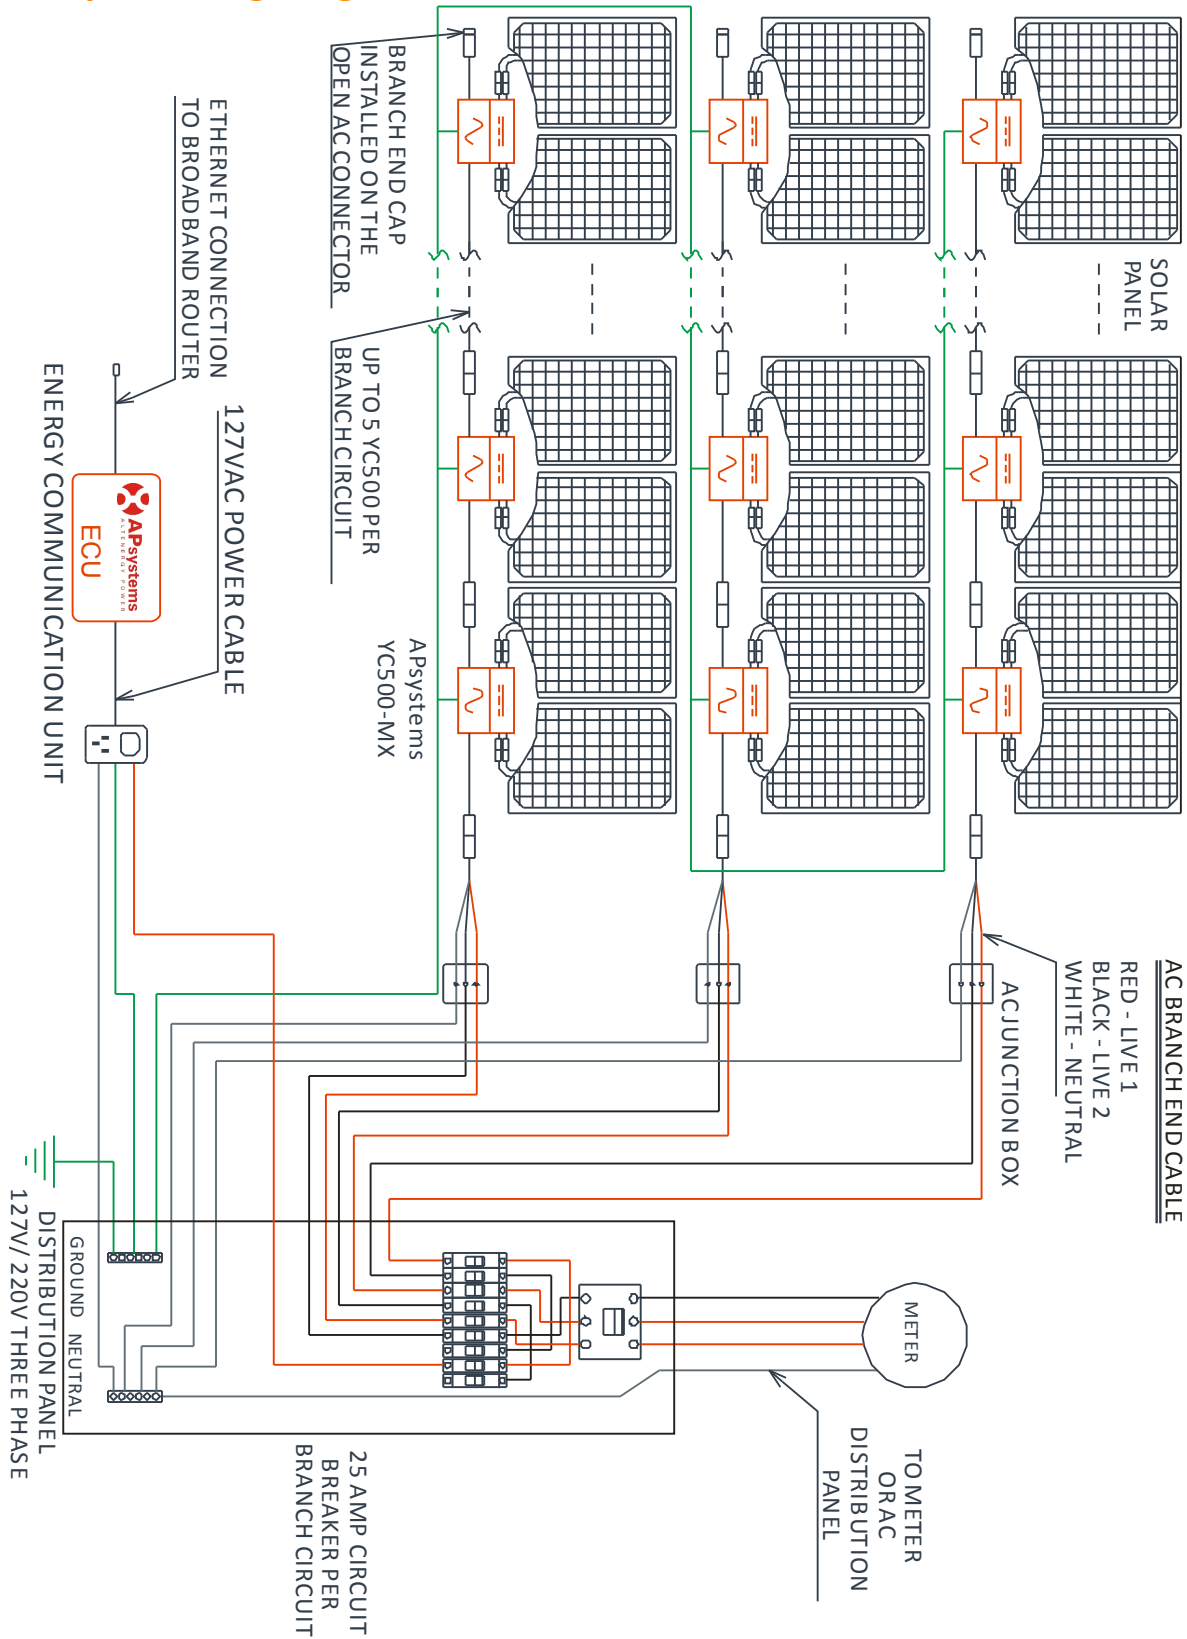 SOLAR
PANEL
AC BRANCH END CABLE
RED - LIVE 1
BLACK - LIVE 2
WHITE - NEUTRAL
AC JUNCTION BOX
BRANCH END CAP
INSTALLED ON THE
OPEN AC CONNECTOR
UP TO 5 YC500 PER
BRANCH CIRCUIT
APsystems
YC500-MX
ETHERNET CONNECTION
TO BROADBAND ROUTER
127VAC POWER CABLE
APsystems
ALTENERGY POWER
ECU
ENERGY COMMUNICATION UNIT
METER
TO METER
OR AC
DISTRIBUTION
PANEL
25 AMP CIRCUIT
BREAKER PER
BRANCH CIRCUIT
GROUND NEUTRAL
DISTRIBUTION PANEL
127V/ 220V THREE PHASE